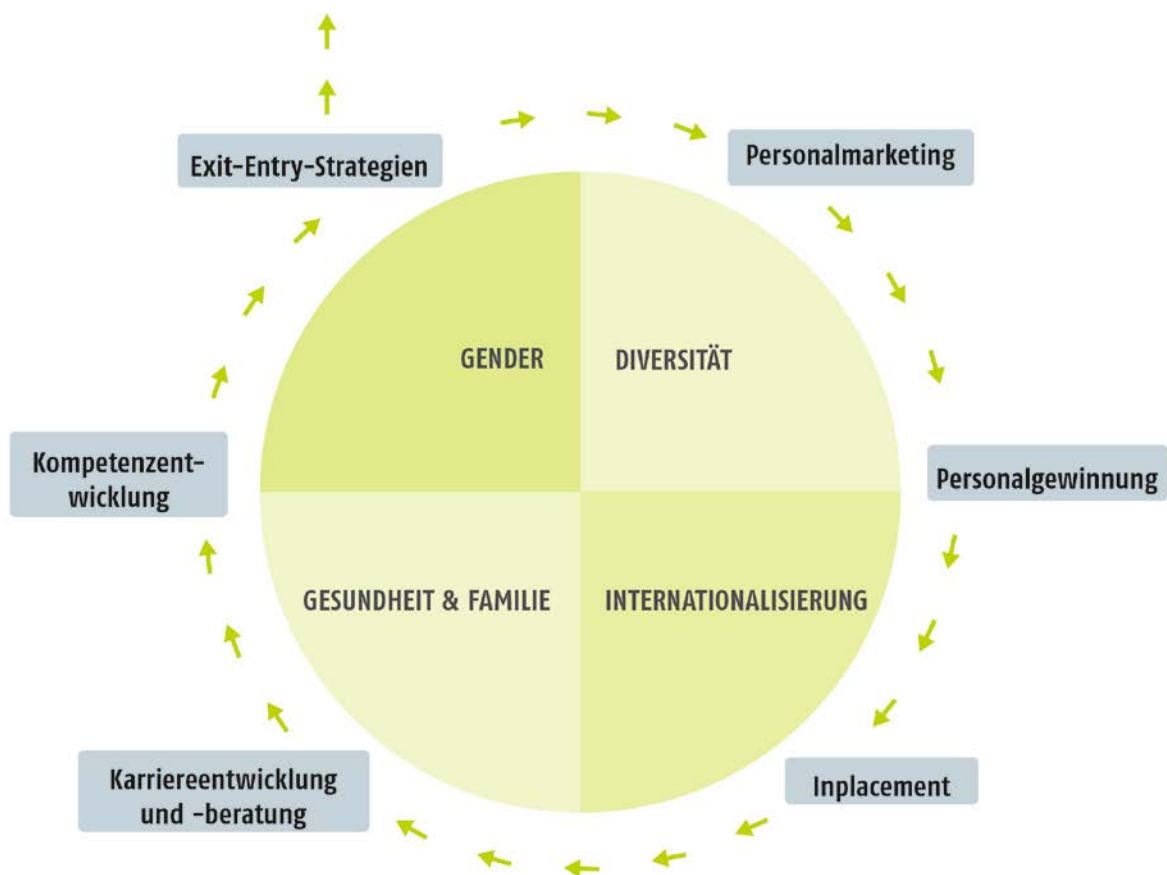 Exit-Entry-Strategien
Personalmarketing
GENDER
DIVERSITÄT
Kompetenzent-
wicklung
Personalgewinnung
GESUNDHEIT & FAMILIE
INTERNATIONALISIERUNG
Karriereentwicklung
und -beratung
Inplacement